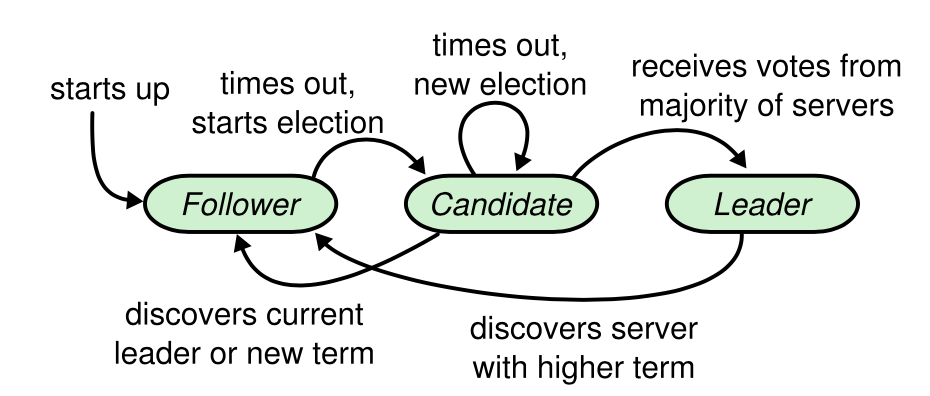 starts up
times out,
starts election
times out,
new election
receives votes from
majority of servers
Follower
Candidate
Leader
discovers current
leader or new term
discovers server
with higher term